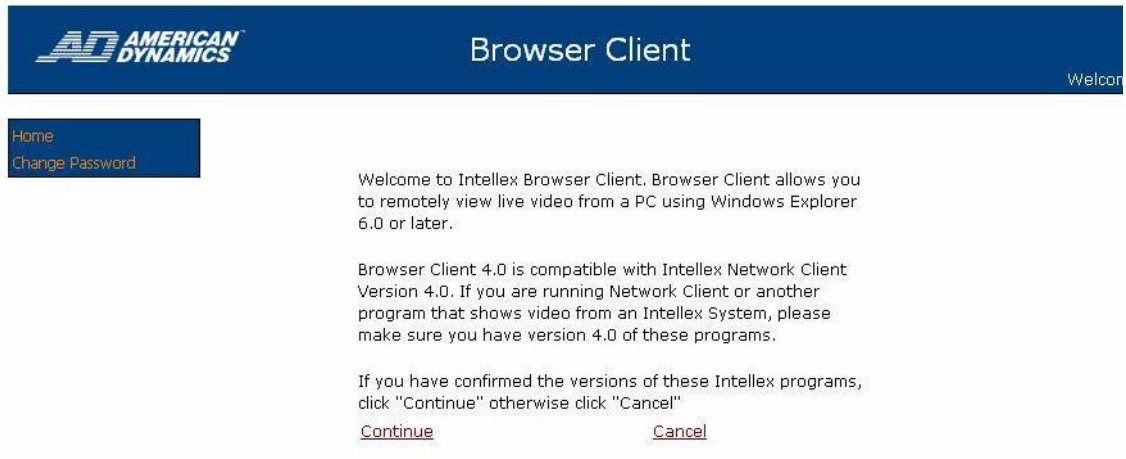 AD AMERICAN
DYNAMICS
Browser Client
Home
Change Password
Welcome to Intellex Browser Client. Browser Client allows you
to remotely view live video from a PC using Windows Explorer
6.0 or later.
Browser Client 4.0 is compatible with Intellex Network Client
Version 4.0. If you are running Network Client or another
program that shows video from an Intellex System, please
make sure you have version 4.0 of these programs.
If you have confirmed the versions of these Intellex programs,
click "Continue" otherwise click "Cancel"
Continue Cancel